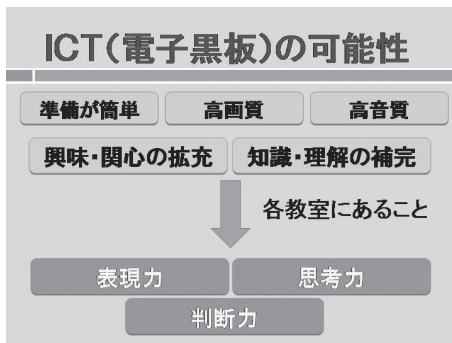 ICT(電子黒板)の可能性
準備が簡単 高画質 高音質
興味・関心の拡充 知識・理解の補完
各教室にあること
表現力 思考力
判断力